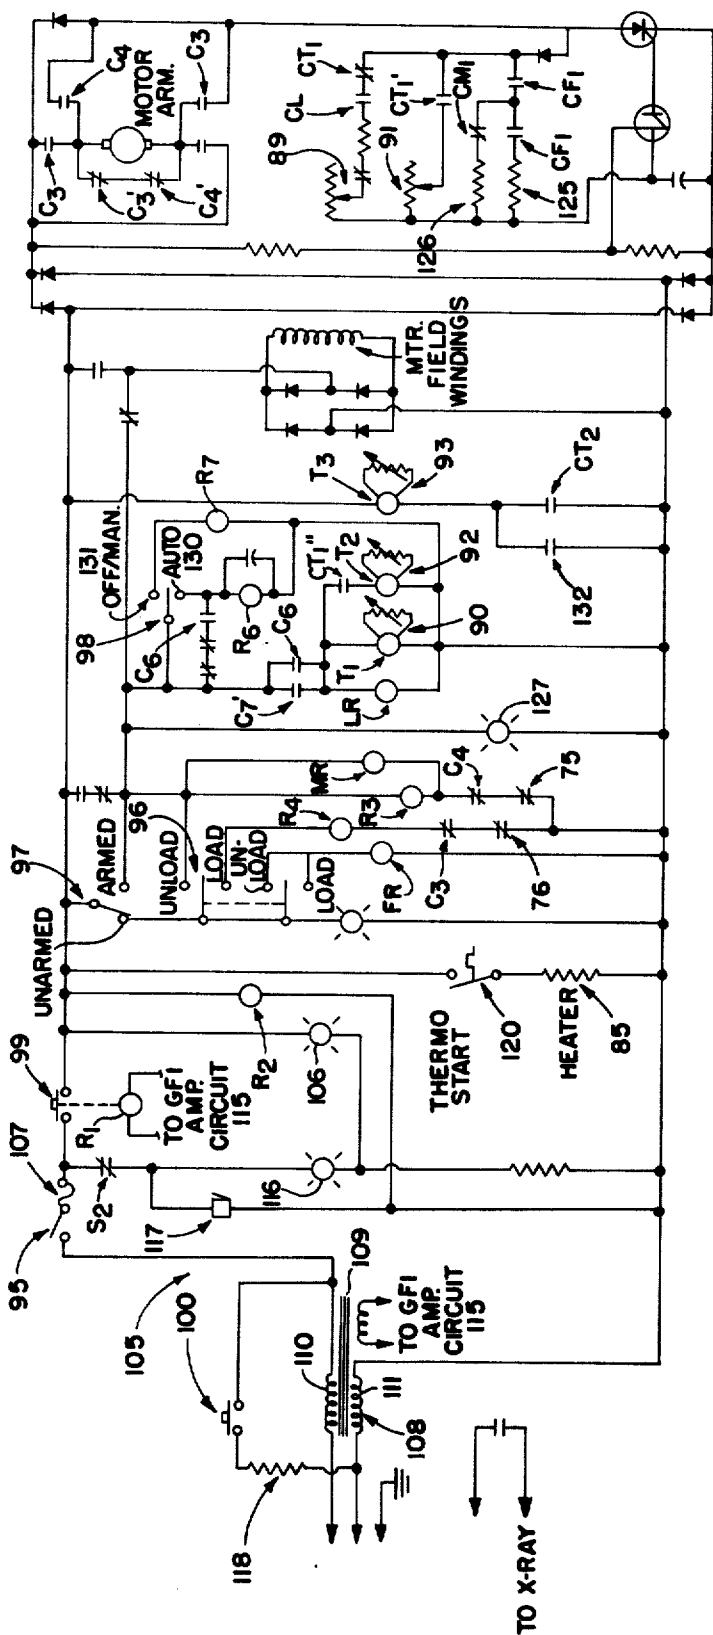 95
107
99
97
UNARMED
ARMED
96
131
OFF/MAN.
98
AUTO
130
R7
C3
C4
MOTOR
ARM.
C3
C3'
C4'
S2
R1
TO GFI
AMP.
CIRCUIT
115
UNLOAD
LOAD
UN-
LOAD
LOAD
C6
R6
C7'
C6
CT1"
T2
92
T1
90
LR
T3
93
MTR.
FIELD
WINDINGS
89
CL
CT1
91
CT1'
CM1
CF1
CF1
126
125
105
100
117
116
R2
106
MR
R4
R3
C4
C3
75
76
FR
127
132
CT2
THERMO
START
120
HEATER
85
118
110
109
111
108
TO GFI
AMP.
CIRCUIT
115
TO X-RAY